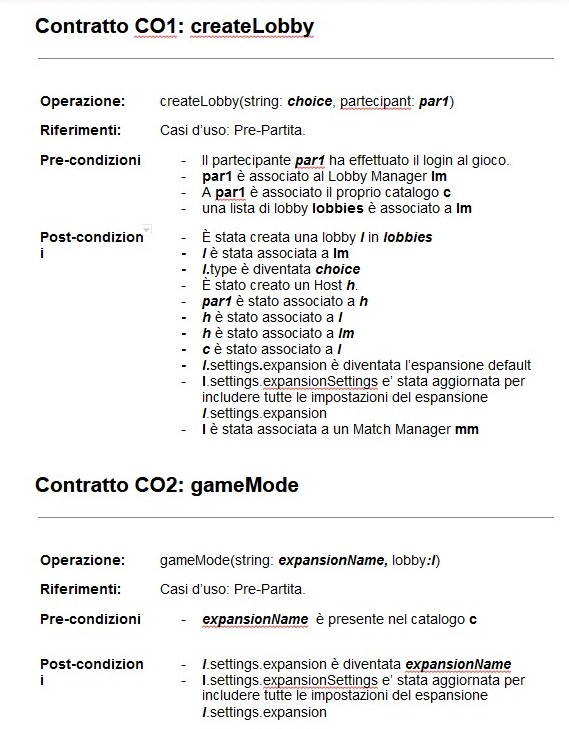 Contratto CO1: createLobby
Operazione: createLobby(string: choice, partecipant: par1)
Riferimenti: Casi d'uso: Pre-Partita.
Pre-condizioni - Il partecipante par1 ha effettuato il login al gioco.
- par1 è associato al Lobby Manager lm
- A par1 è associato il proprio catalogo c
- una lista di lobby lobbies è associato a lm
Post-condizion - È stata creata una lobby l in lobbies
i - l è stata associata a lm
- l.type è diventata choice
- È stato creato un Host h.
- par1 è stato associato a h
- h è stato associato a l
- h è stato associato a lm
- c è stato associato a l
- l.settings.expansion è diventata l'espansione default
- l.settings.expansionSettings e' stata aggiornata per
includere tutte le impostazioni del espansione
l.settings.expansion
- l è stata associata a un Match Manager mm
Contratto CO2: gameMode
Operazione: gameMode(string: expansionName, lobby:l)
Riferimenti: Casi d'uso: Pre-Partita.
Pre-condizioni - expansionName è presente nel catalogo c
Post-condizion - l.settings.expansion è diventata expansionName
i - l.settings.expansionSettings e' stata aggiornata per
includere tutte le impostazioni del espansione
l.settings.expansion